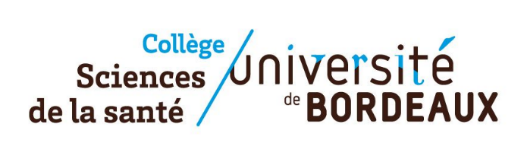 Collège
Sciences
de la santé
université
de BORDEAUX